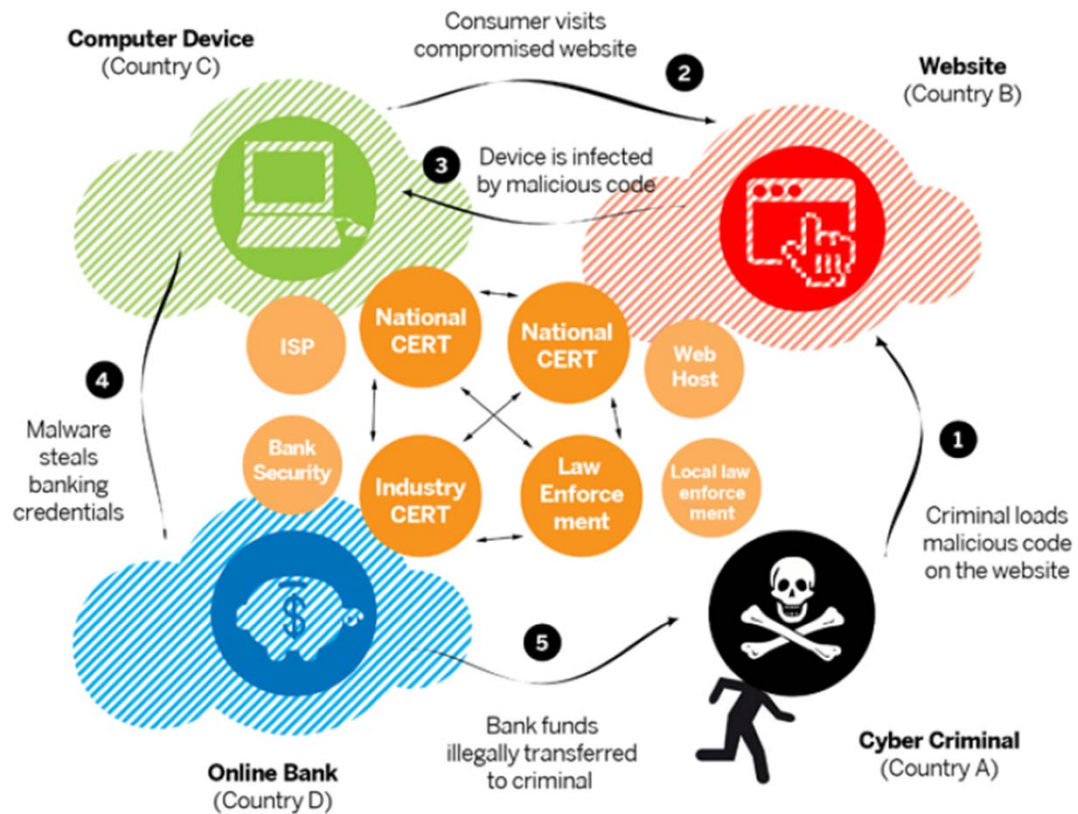 Computer Device
(Country C)
Consumer visits
compromised website
2
Website
(Country B)
3
Device is infected
by malicious code
National
CERT
National
CERT
ISP
Web
Host
4
Malware
steals
banking
credentials
Bank
Security
Industry
CERT
Law
Enforce
ment
Local law
enforce
ment
1
Criminal loads
malicious code
on the website
$
5
Bank funds
illegally transferred
to criminal
Online Bank
(Country D)
Cyber Criminal
(Country A)